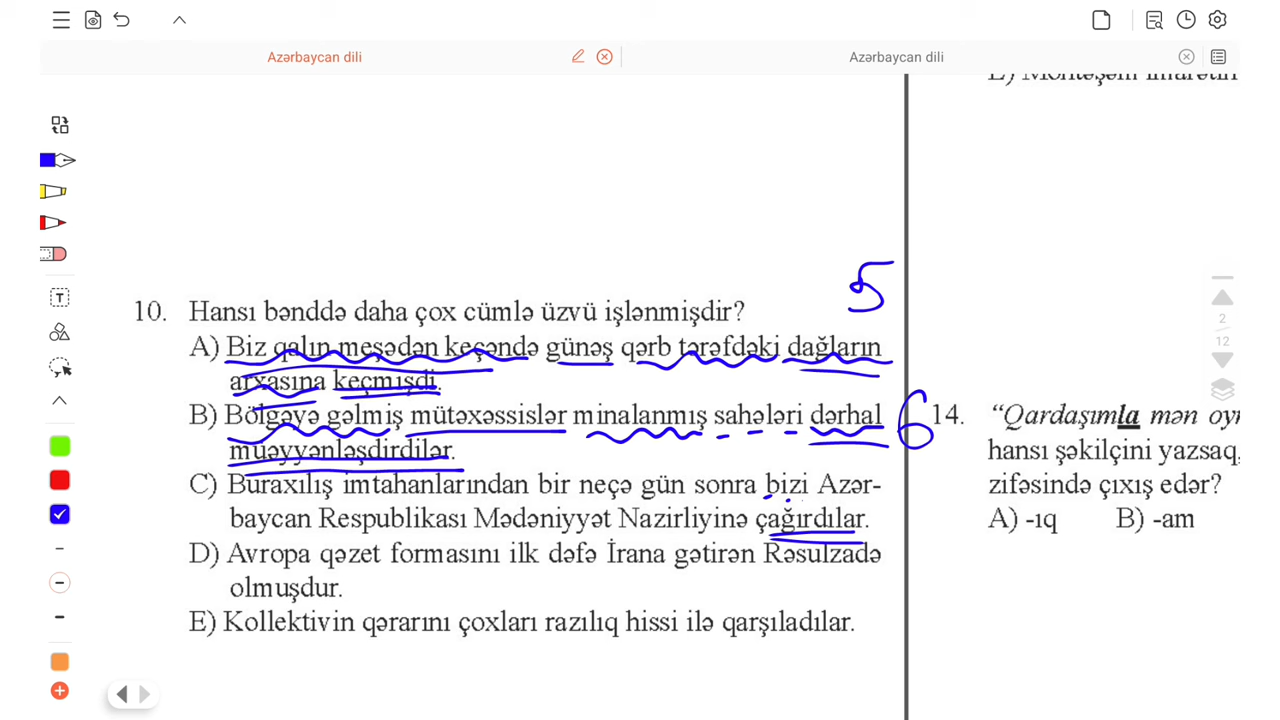 Azərbaycan dili
Azərbaycan dili
T
2
12
5
10. Hansı bənddə daha çox cümlə üzvü işlənmişdir?
A) Biz qalın meşədən keçəndə günəş qərb tərəfdəki dağların
arxasına keçmişdi.
B) Bölgəyə gəlmiş mütəxəssislər minalanmış sahələri dərhal
müəyyənləşdirdilər.
6
C) Buraxılış imtahanlarından bir neçə gün sonra bizi Azər-
baycan Respublikası Mədəniyyət Nazirliyinə çağırdılar.
D) Avropa qəzet formasını ilk dəfə İrana gətirən Rəsulzadə
olmuşdur.
E) Kollektivin qərarını çoxları razılıq hissi ilə qarşıladılar.
14. “Qardaşımla mən oy
hansı şəkilçini yazsaq,
zifəsində çıxış edər?
A) -ıq B) -am